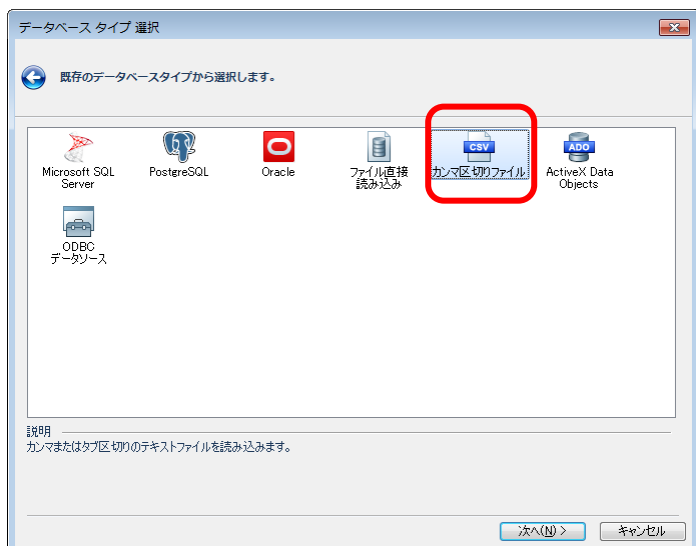 データベース タイプ 選択
既存のデータベースタイプから選択します。
CSV
ADO
Microsoft SQL
Server
PostgreSQL
Oracle
ファイル直接
読み込み
カンマ区切りファイル
ActiveX Data
Objects
ODBC
データソース
説明
カンマまたはタブ区切りのテキストファイルを読み込みます。
次へ(N) >
キャンセル